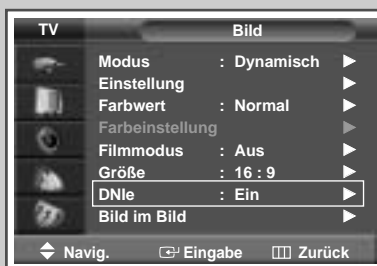 TV Bild
Modus : Dynamisch
Einstellung
Farbwert : Normal
Farbeinstellung
Filmmodus : Aus
Größe : 16 : 9
DNIe : Ein
Bild im Bild
Navig. Eingabe Zurück